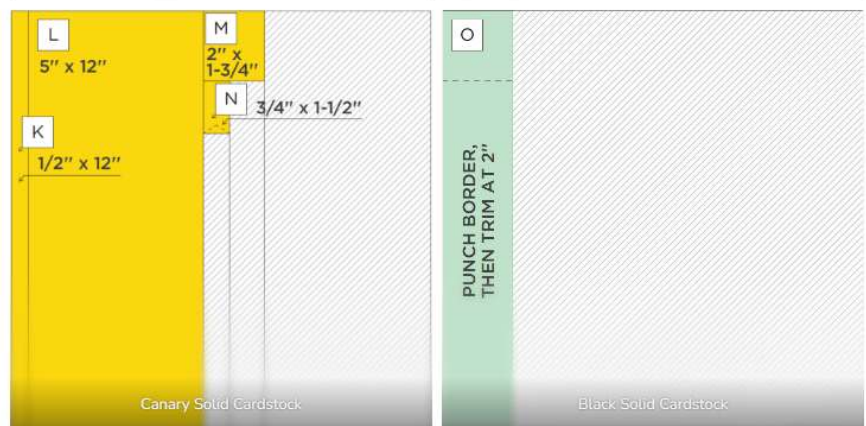 L
5" x 12"
M
2" x
1-3/4"
N
3/4" x 1-1/2"
K
1/2" x 12"
Canary Solid Cardstock
O
PUNCH BORDER,
THEN TRIM AT 2"
Black Solid Cardstock